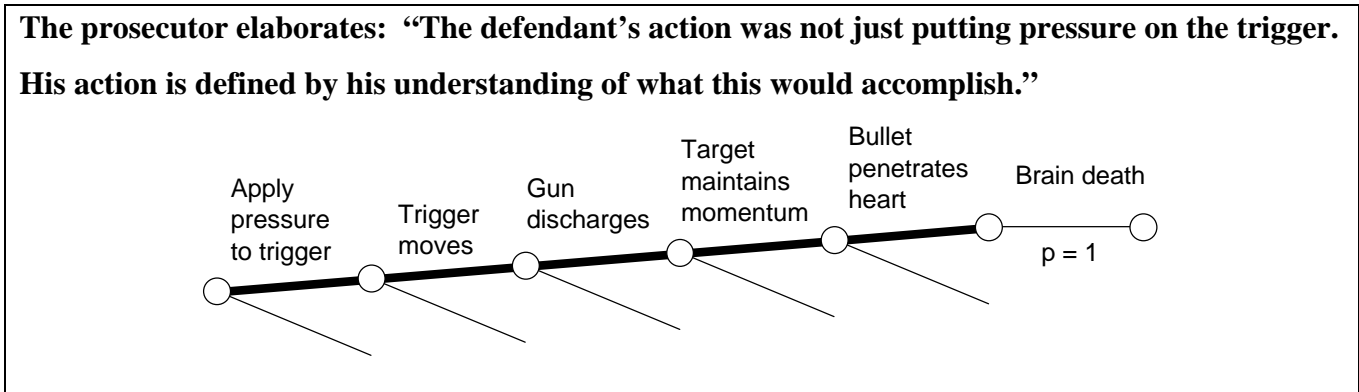 The prosecutor elaborates: “The defendant’s action was not just putting pressure on the trigger.
His action is defined by his understanding of what this would accomplish.”
Apply
pressure
to trigger
Trigger
moves
Gun
discharges
Target
maintains
momentum
Bullet
penetrates
heart
Brain death
p = 1